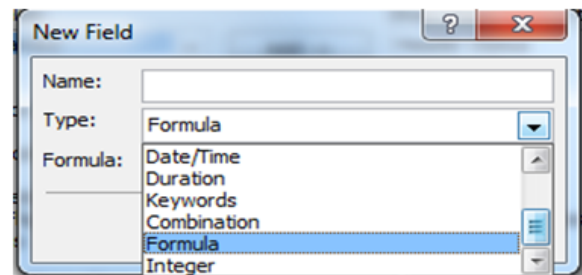 New Field
Name:
Type: Formula
Formula:
Date/Time
Duration
Keywords
Combination
Formula
Integer